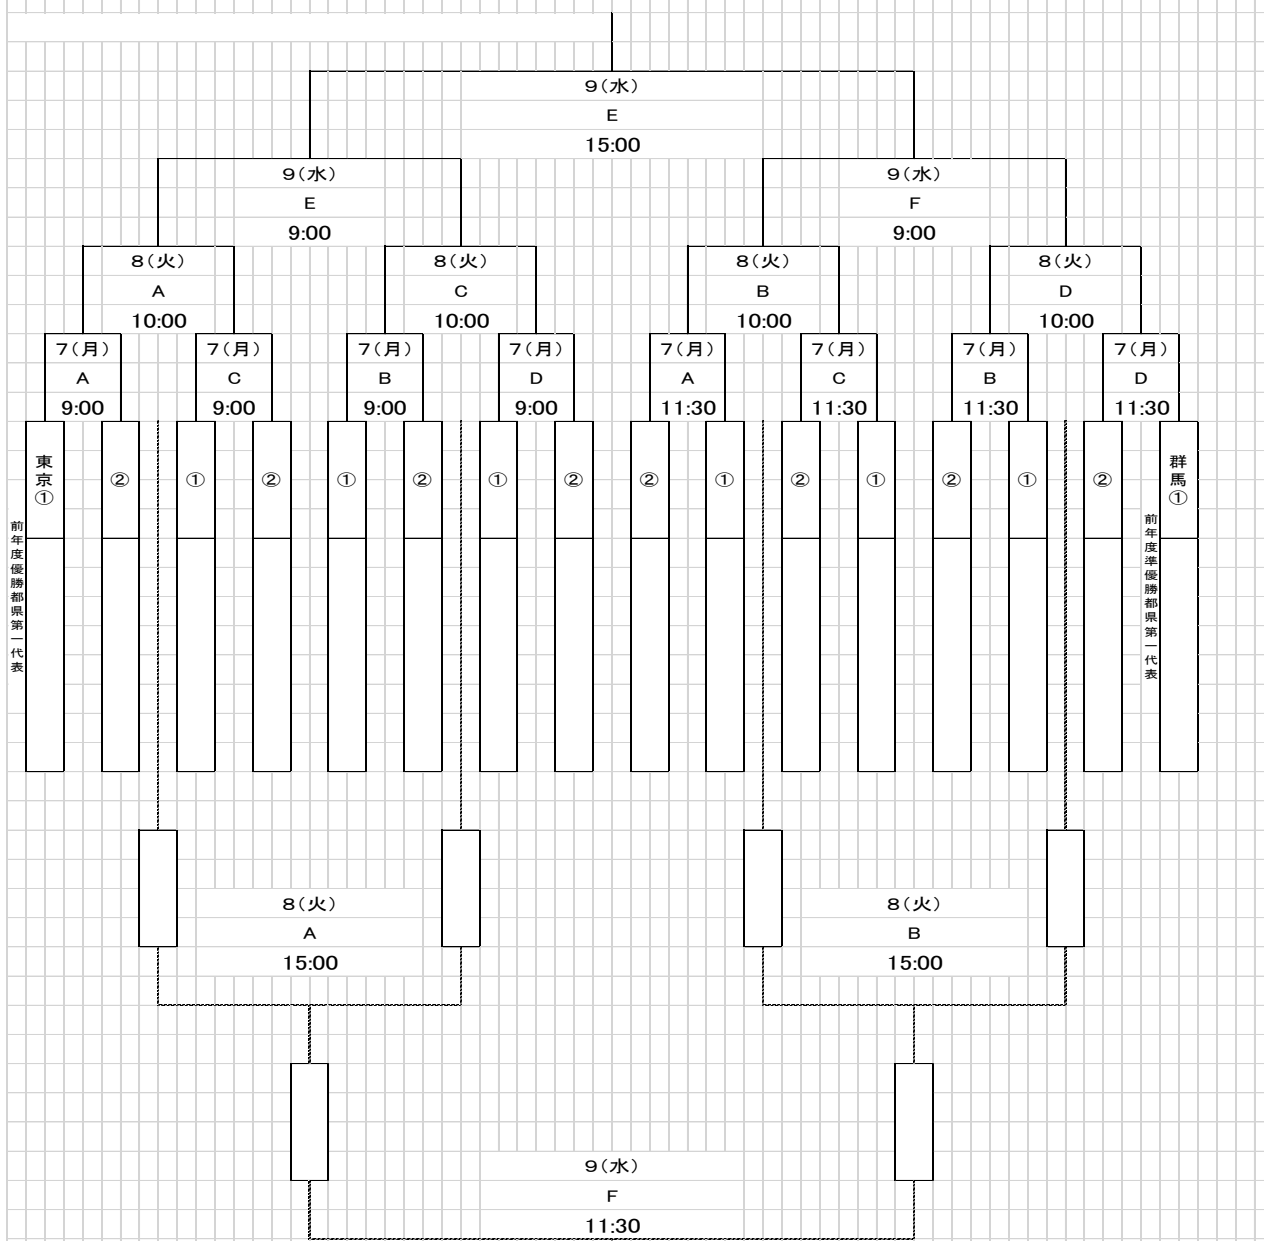 9(水)
E
15:00
9(水)
E
9:00
9(水)
F
9:00
8(火)
A
10:00
8(火)
C
10:00
8(火)
B
10:00
8(火)
D
10:00
7(月)
A
9:00
7(月)
C
9:00
7(月)
B
9:00
7(月)
D
9:00
7(月)
A
11:30
7(月)
C
11:30
7(月)
B
11:30
7(月)
D
11:30
東京①
②
①
②
①
②
①
②
②
①
②
①
②
①
②
群馬①
前年度優勝都県第一代表
前年度準優勝都県第一代表
8(火)
A
15:00
8(火)
B
15:00
9(水)
F
11:30